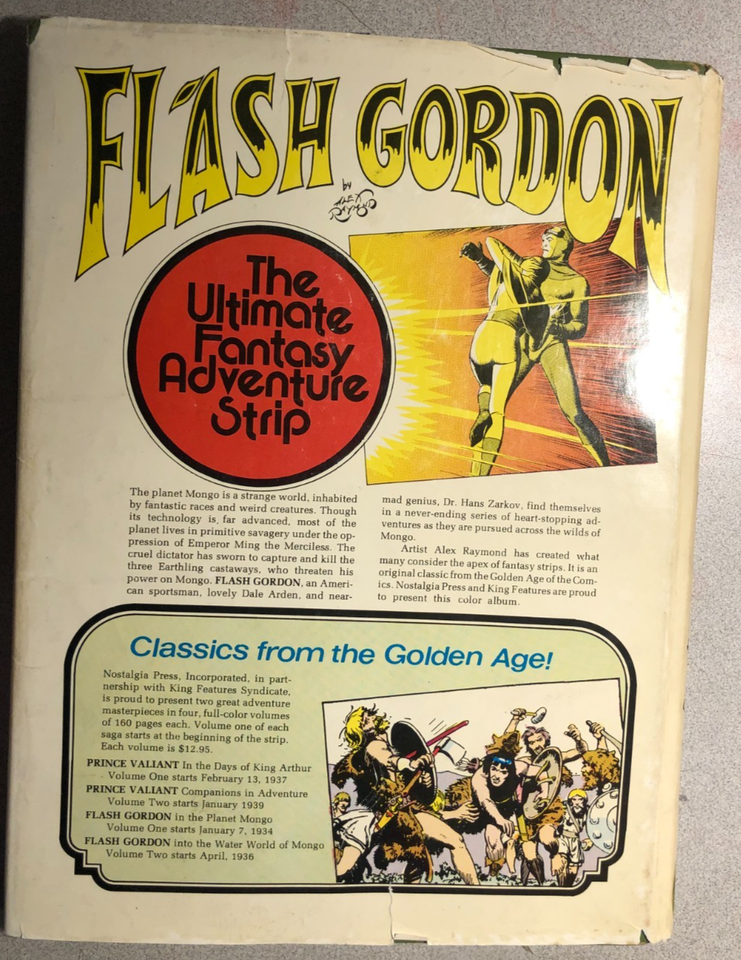 FLASH GORDON
by
ALEX
RAYMOND
The
Ultimate
Fantasy
Adventure
Strip
The planet Mongo is a strange world, inhabited
by fantastic races and weird creatures. Though
its technology is far advanced, most of the
planet lives in primitive savagery under the op-
pression of Emperor Ming the Merciless. The
cruel dictator has sworn to capture and kill the
three Earthling castaways, who threaten his
power on Mongo. FLASH GORDON, an Ameri-
can sportsman, lovely Dale Arden, and near-
mad genius, Dr. Hans Zarkov, find themselves
in a never-ending series of heart-stopping ad-
ventures as they are pursued across the wilds of
Mongo.
Artist Alex Raymond has created what
many consider the apex of fantasy strips. It is an
original classic from the Golden Age of the Com-
ics. Nostalgia Press and King Features are proud
to present this color album.
Classics from the Golden Age!
Nostalgia Press, Incorporated, in part-
nership with King Features Syndicate,
is proud to present two great adventure
masterpieces in four, full-color volumes
of 160 pages each. Volume one of each
saga starts at the beginning of the strip.
Each volume is $12.95.
PRINCE VALIANT In the Days of King Arthur
Volume One starts February 13, 1937
PRINCE VALIANT Companions in Adventure
Volume Two starts January 1939
FLASH GORDON in the Planet Mongo
Volume One starts January 7, 1934
FLASH GORDON into the Water World of Mongo
Volume Two starts April, 1936